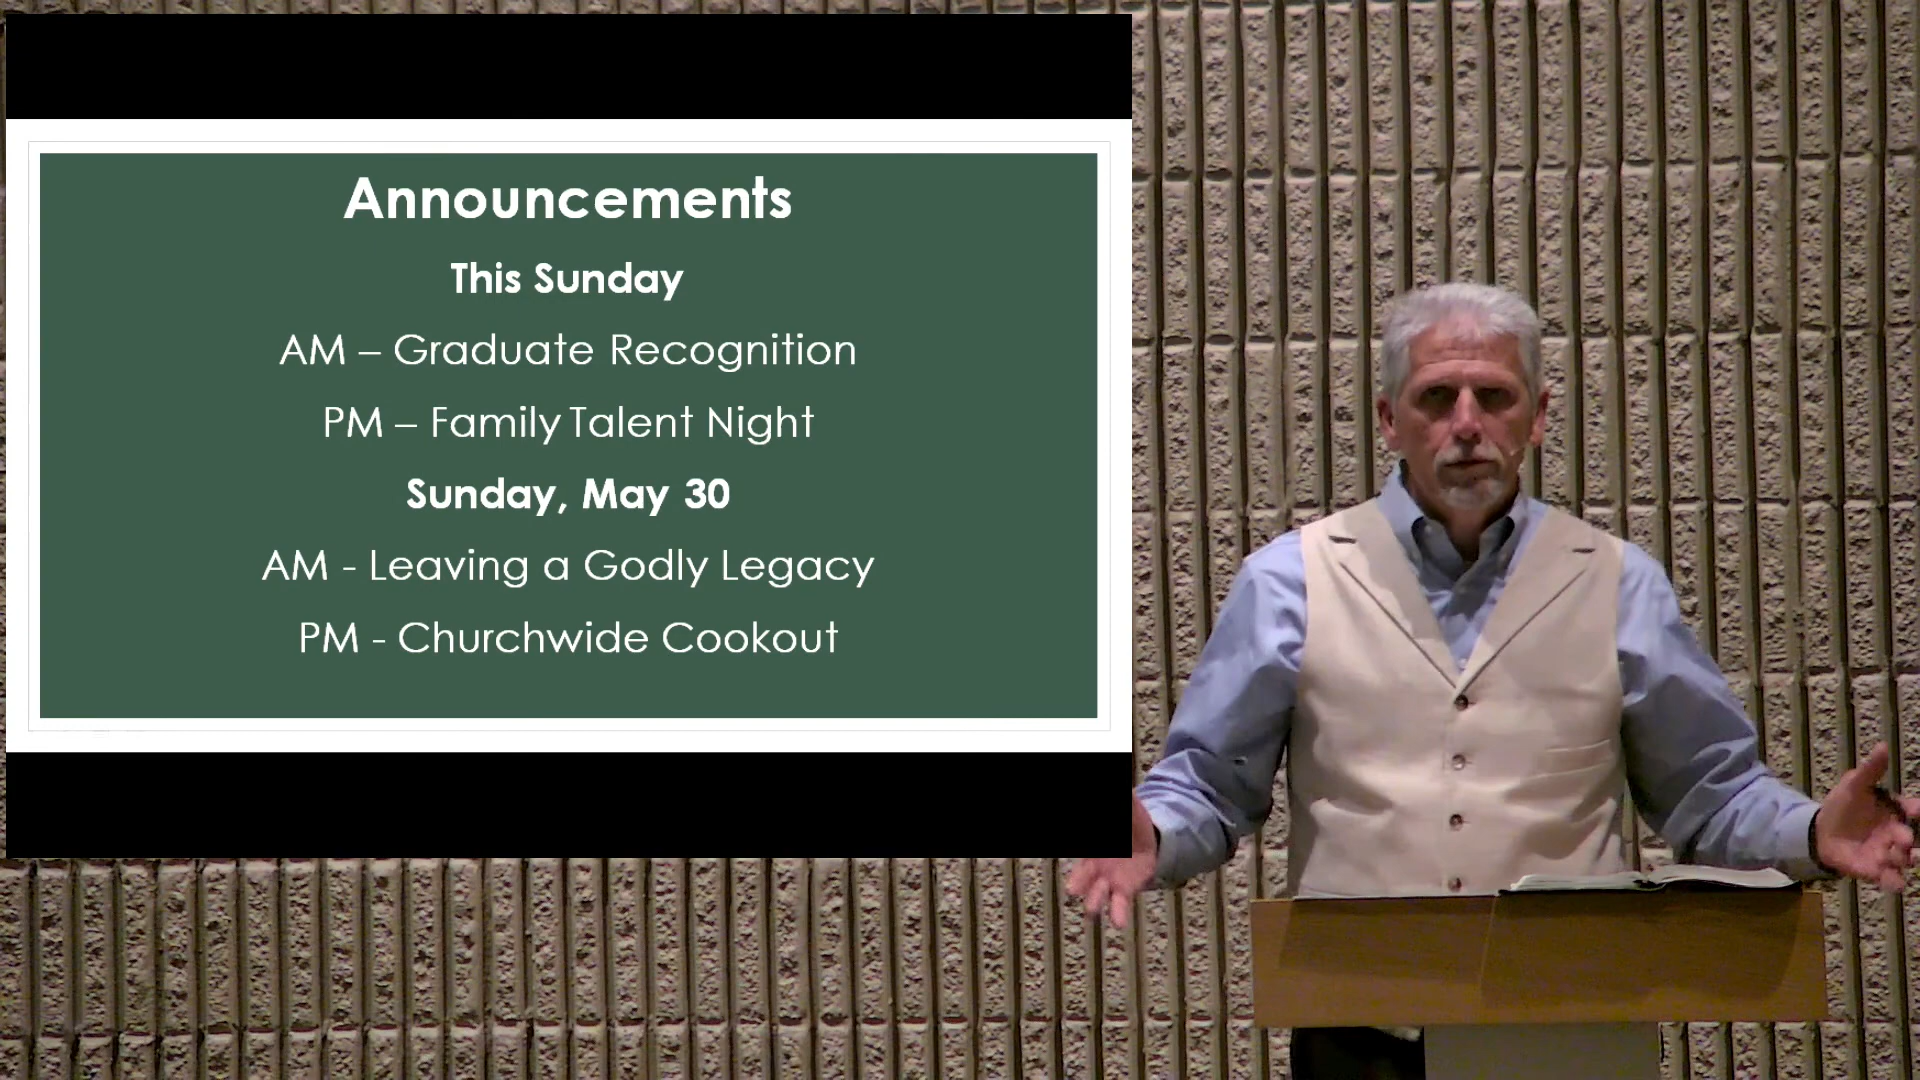 Announcements
This Sunday
AM – Graduate Recognition
PM – Family Talent Night
Sunday, May 30
AM - Leaving a Godly Legacy
PM - Churchwide Cookout